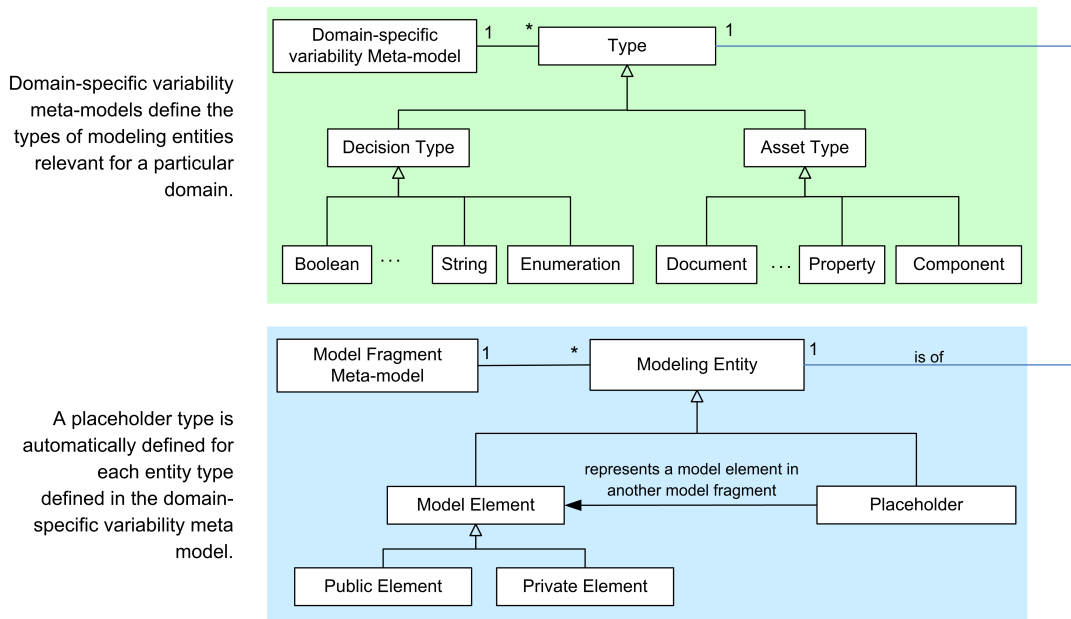 Domain-specific
variability Meta-model
1
*
Type
1
Domain-specific variability
meta-models define the
types of modeling entities
relevant for a particular
domain.
Decision Type
Asset Type
Boolean
...
String
Enumeration
Document
...
Property
Component
Model Fragment
Meta-model
1
*
Modeling Entity
1
is of
A placeholder type is
automatically defined for
each entity type
defined in the domain-
specific variability meta
model.
represents a model element in
another model fragment
Model Element
Placeholder
Public Element
Private Element